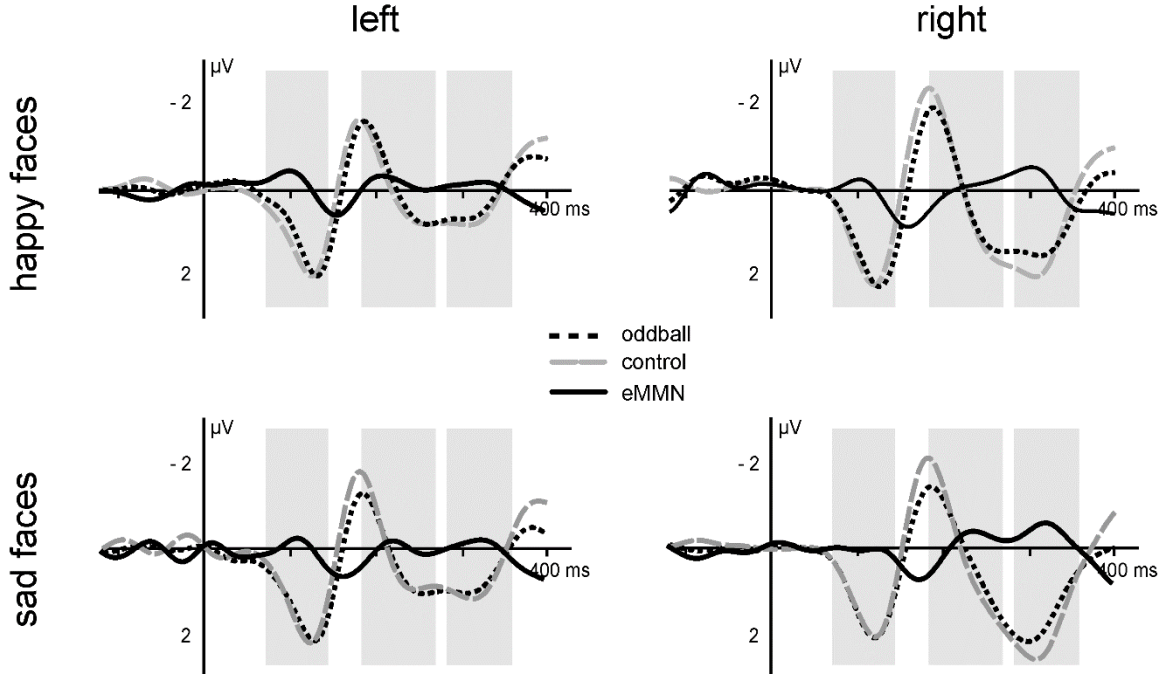 left
right
happy faces
µV
- 2
2
400 ms
µV
- 2
2
400 ms
oddball
control
eMMN
sad faces
µV
- 2
2
400 ms
µV
- 2
2
400 ms